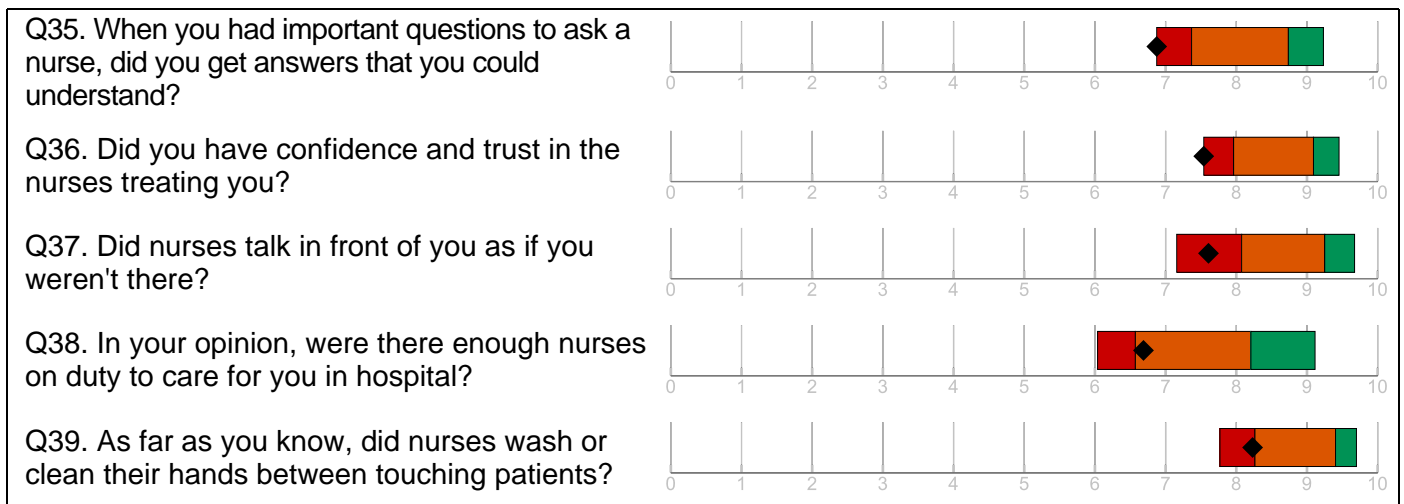 Q35. When you had important questions to ask a
nurse, did you get answers that you could
understand?
0 1 2 3 4 5 6 7 8 9 10
Q36. Did you have confidence and trust in the
nurses treating you?
0 1 2 3 4 5 6 7 8 9 10
Q37. Did nurses talk in front of you as if you
weren't there?
0 1 2 3 4 5 6 7 8 9 10
Q38. In your opinion, were there enough nurses
on duty to care for you in hospital?
0 1 2 3 4 5 6 7 8 9 10
Q39. As far as you know, did nurses wash or
clean their hands between touching patients?
0 1 2 3 4 5 6 7 8 9 10